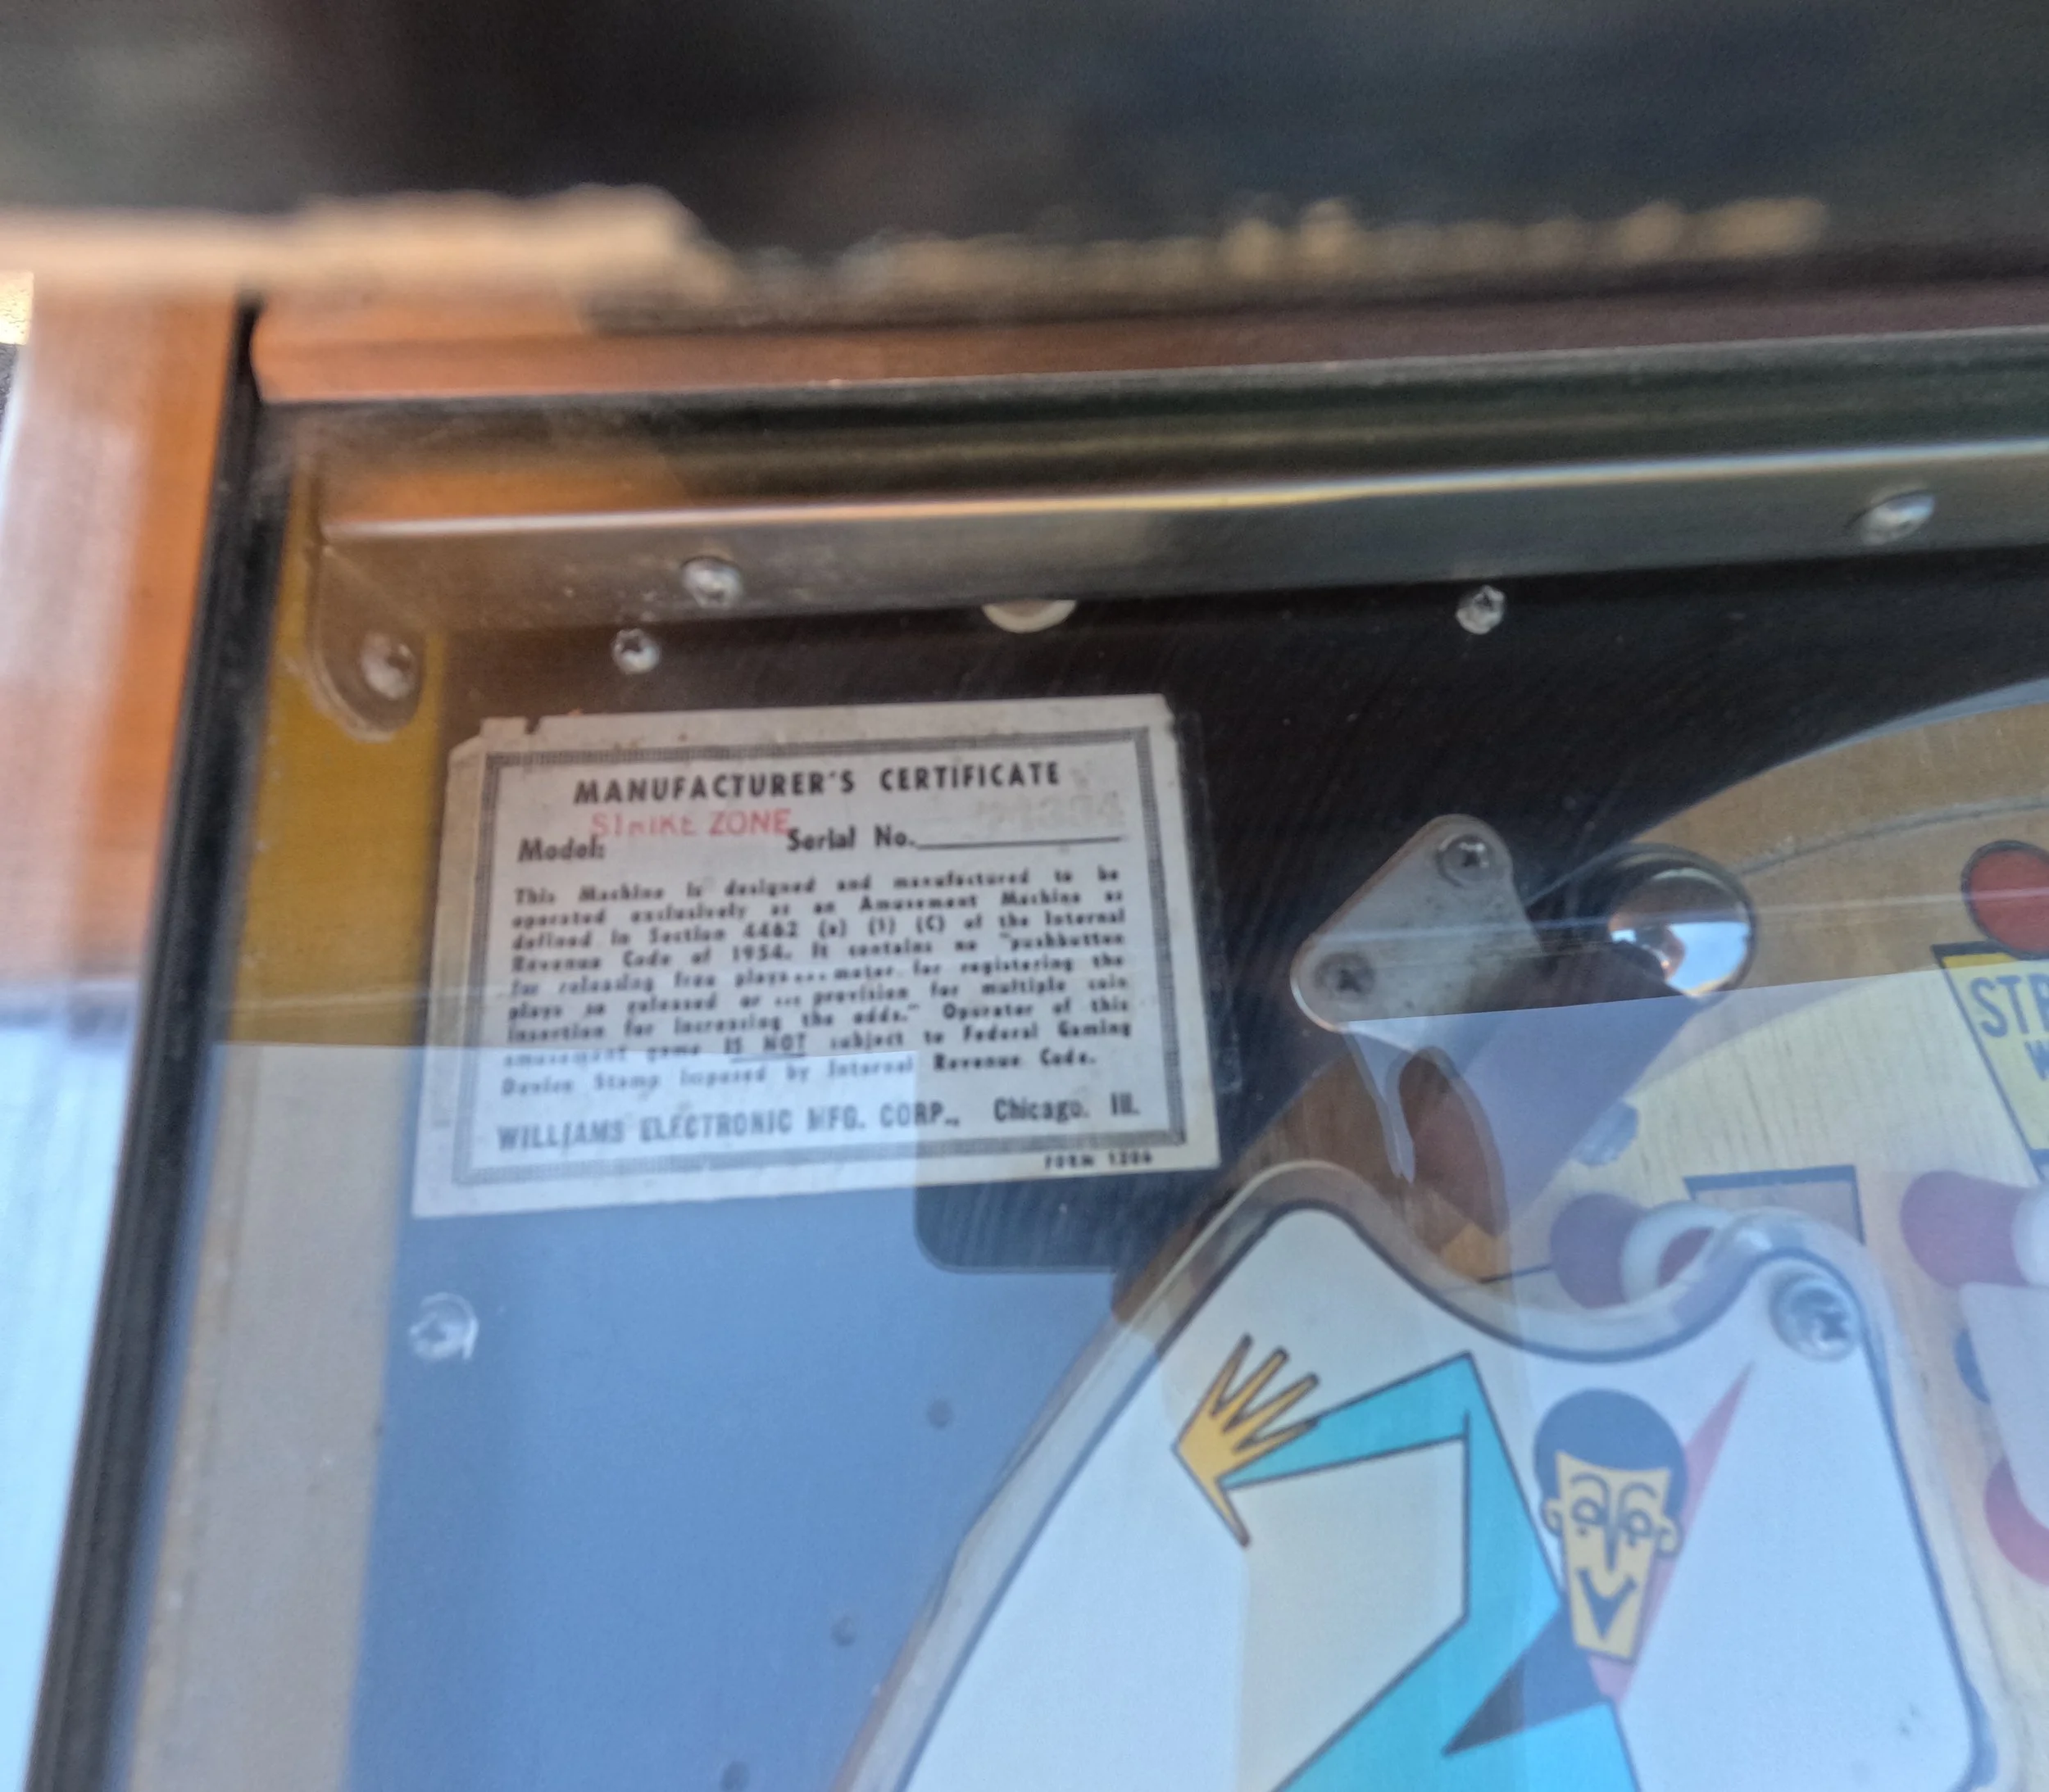 MANUFACTURER'S CERTIFICATE
STRIKE ZONE
Model: Serial No.
This Machine is designed and manufactured to be
operated exclusively as an Amusement Machine as
defined in Section 4462 (a) (1) (C) of the Internal
Revenue Code of 1954. It contains no "pushbutton
for releasing free plays... meter for registering the
plays so released or ... provision for multiple coin
insertion for increasing the odds." Operator of this
amusement game IS NOT subject to Federal Gaming
Device Stamp imposed by Internal Revenue Code.
WILLIAMS ELECTRONIC MFG. CORP., Chicago, Ill.
FORM 1206